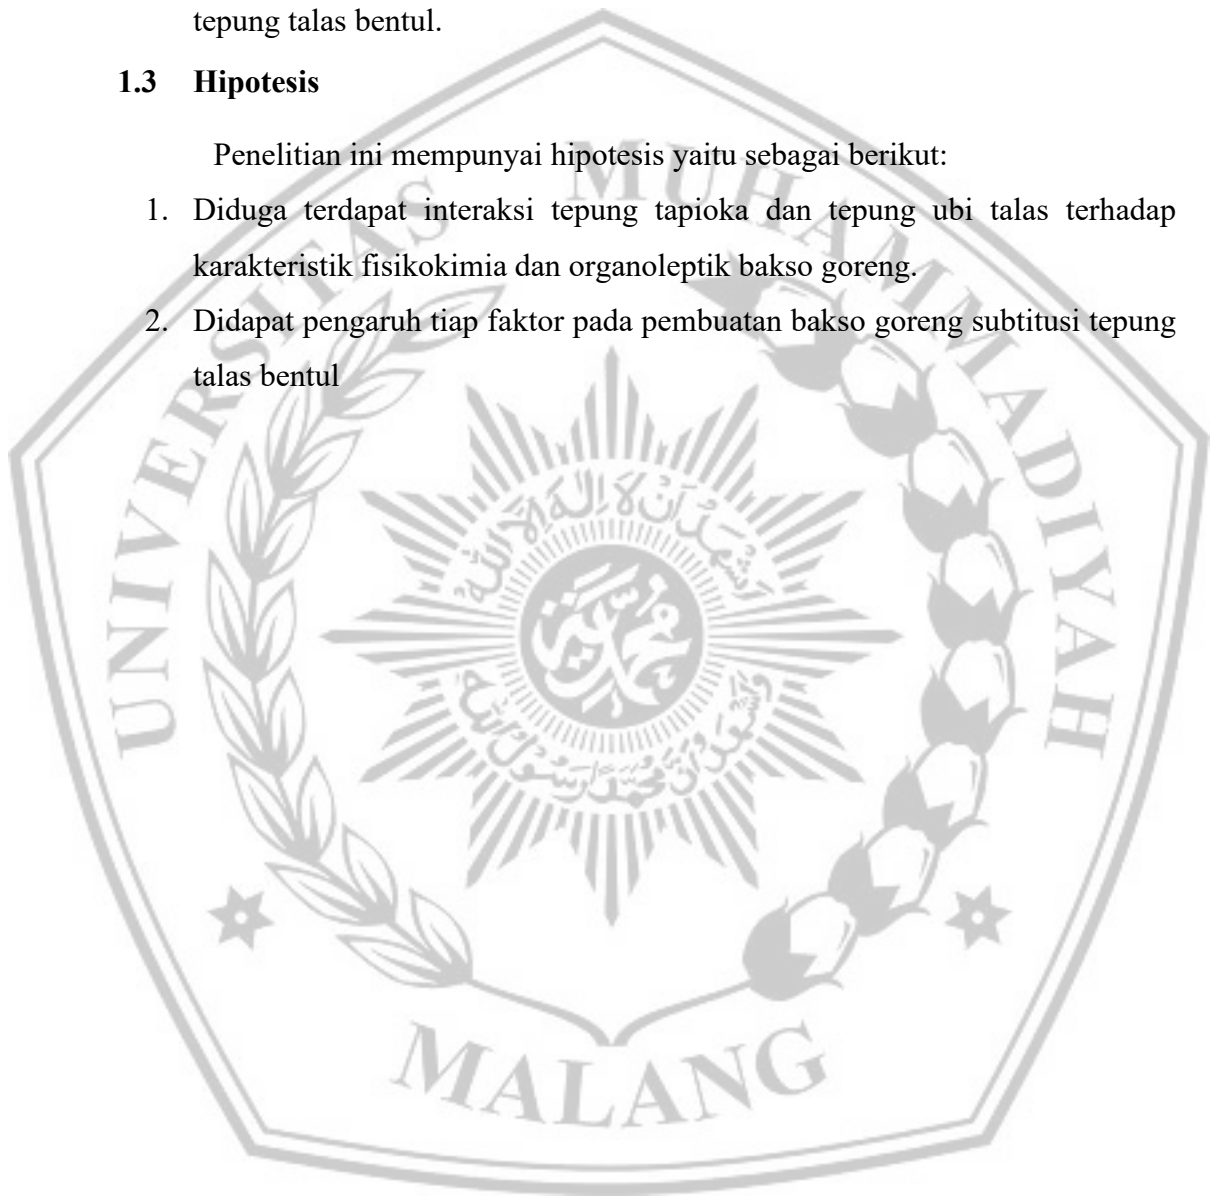 tepung talas bentul.
1.3 Hipotesis
Penelitian ini mempunyai hipotesis yaitu sebagai berikut:
1. Diduga terdapat interaksi tepung tapioka dan tepung ubi talas terhadap
karakteristik fisikokimia dan organoleptik bakso goreng.
2. Didapat pengaruh tiap faktor pada pembuatan bakso goreng subtitusi tepung
talas bentul
UNIVERSITAS MUHAMMADIYAH
MALANG